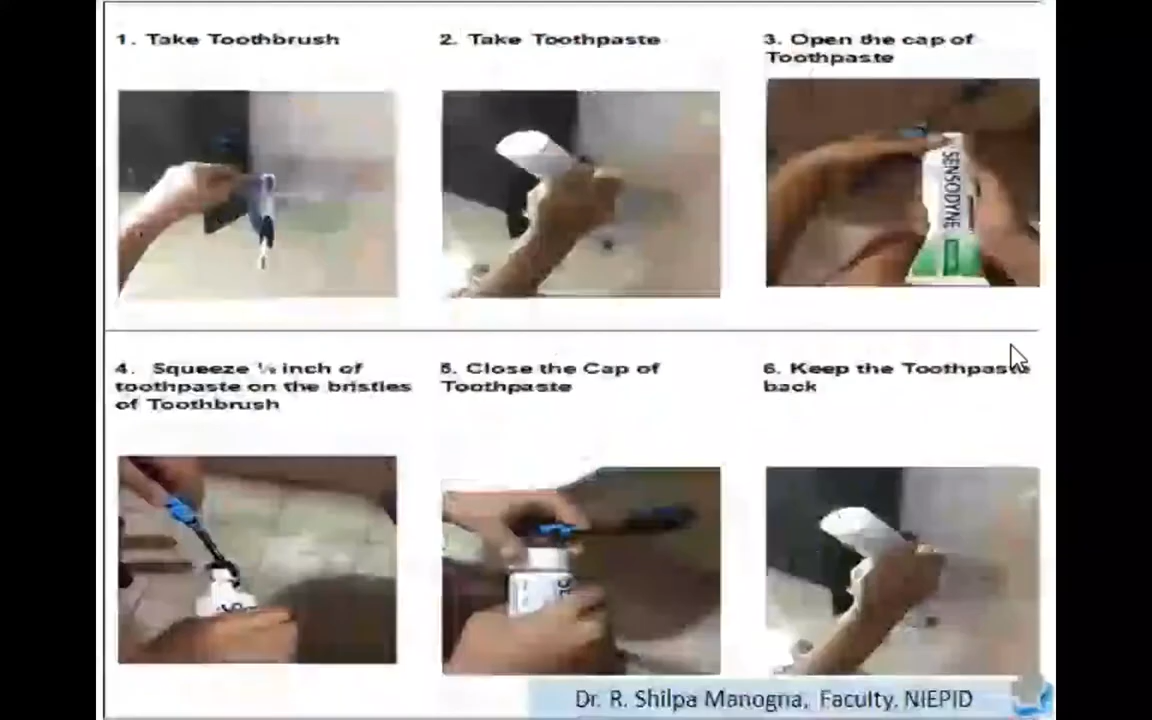 1. Take Toothbrush
2. Take Toothpaste
3. Open the cap of
Toothpaste
SENSODYNE
4. Squeeze ½ inch of
toothpaste on the bristles
of Toothbrush
5. Close the Cap of
Toothpaste
6. Keep the Toothpaste
back
Dr. R. Shilpa Manogna, Faculty, NIEPID